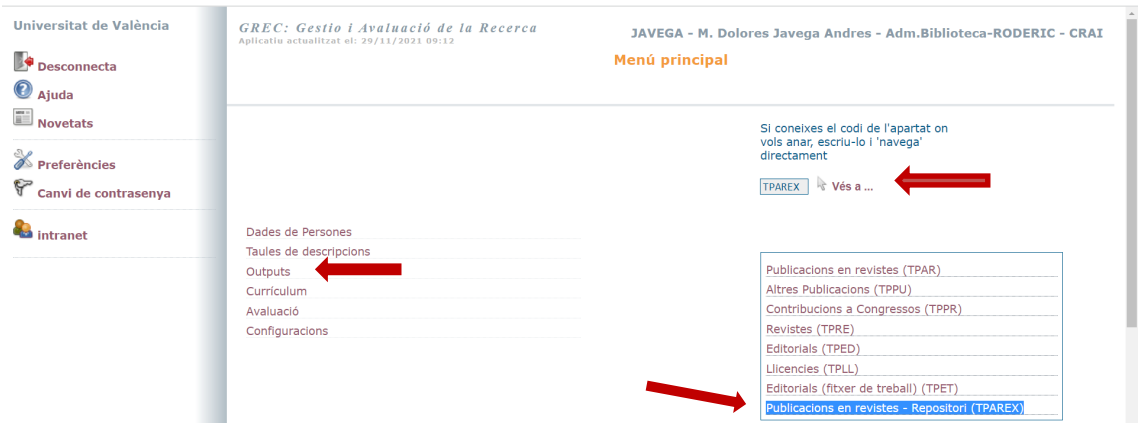 Universitat de València
Desconnecta
Ajuda
Novetats
Preferències
Canvi de contrasenya
intranet
GREC: Gestio i Avaluació de la Recerca
Aplicatiu actualitzat el: 29/11/2021 09:12
JAVEGA - M. Dolores Javega Andres - Adm.Biblioteca-RODERIC - CRAI
Menú principal
Si coneixes el codi de l'apartat on
vols anar, escriu-lo i 'navega'
directament
TPAREX Vés a ...
Dades de Persones
Taules de descripcions
Outputs
Currículum
Avaluació
Configuracions
Publicacions en revistes (TPAR)
Altres Publicacions (TPPU)
Contribucions a Congressos (TPPR)
Revistes (TPRE)
Editorials (TPED)
Llicencies (TPLL)
Editorials (fitxer de treball) (TPET)
Publicacions en revistes - Repositori (TPAREX)